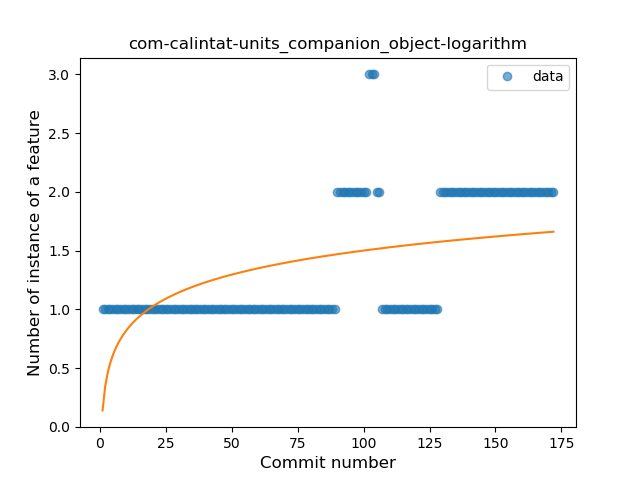 com-calintat-units_companion_object-logarithm
data
Number of instance of a feature
3.0
2.5
2.0
1.5
1.0
0.5
0.0
0 25 50 75 100 125 150 175
Commit number